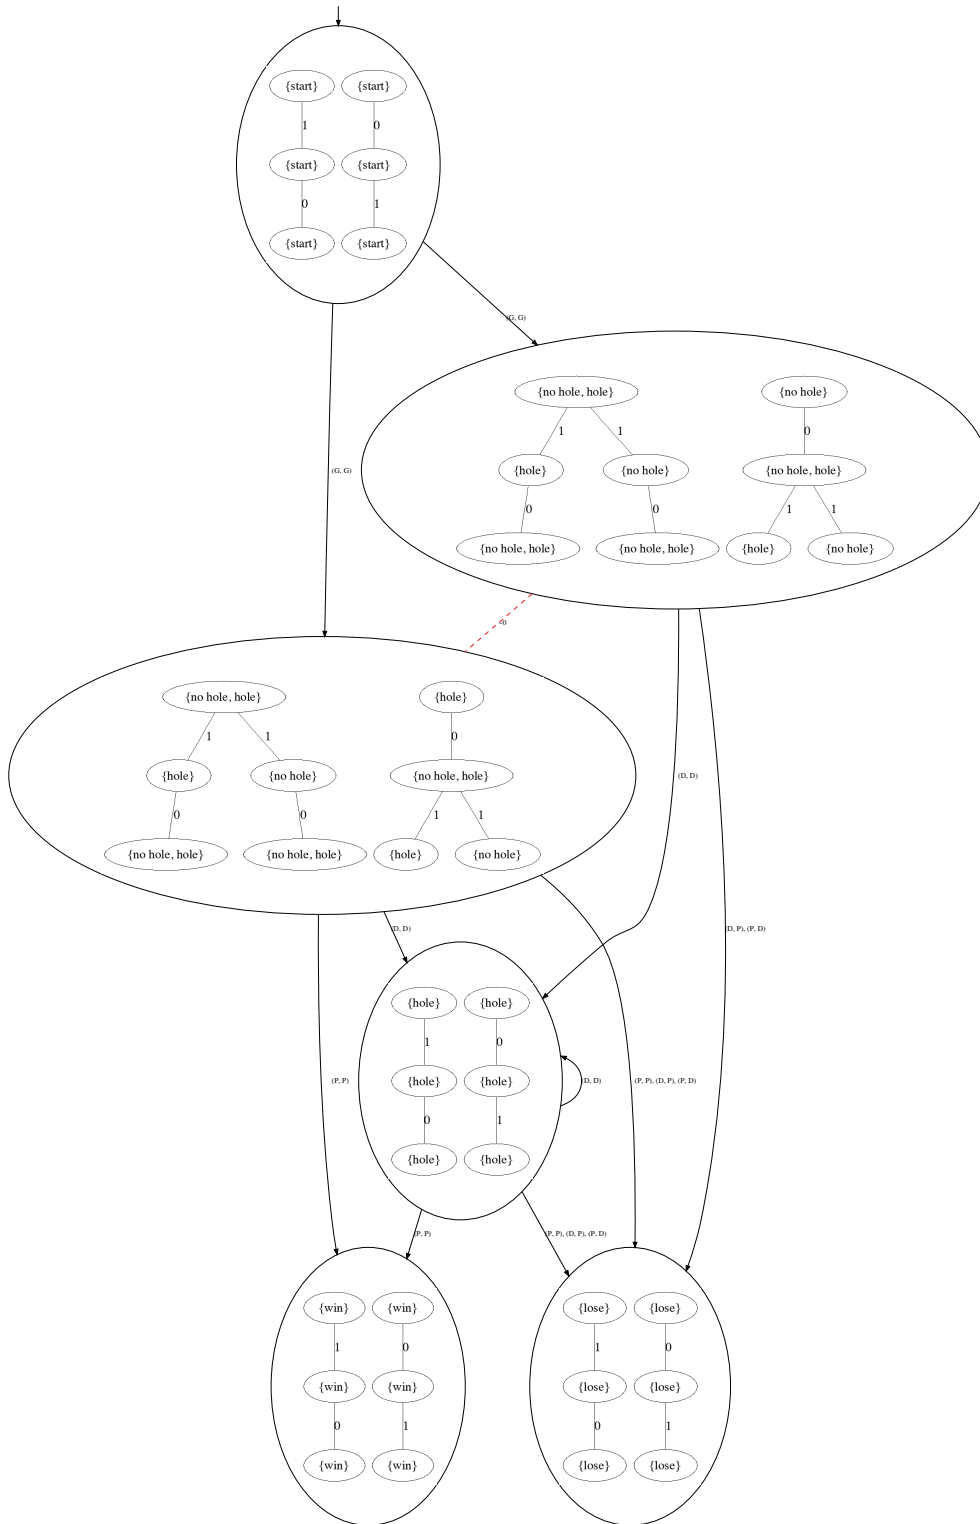 {start} {start}
1 0
{start} {start}
0 1
{start} {start}
(G, G)
{no hole, hole} {no hole}
1 1 0
(G, G)
{hole} {no hole} {no hole, hole}
0 0 1 1
{no hole, hole} {no hole, hole} {hole} {no hole}
{no hole, hole} {hole}
1 1 0
{hole} {no hole} {no hole, hole}
(D, D)
0 0 1 1
{no hole, hole} {no hole, hole} {hole} {no hole}
(D, D) (D, P), (P, D)
{hole} {hole}
1 0
{hole} {hole}
(P, P) (D, D) (P, P), (D, P), (P, D)
0 1
{hole} {hole}
(P, P) (P, P), (D, P), (P, D)
{win} {win} {lose} {lose}
1 0 1 0
{win} {win} {lose} {lose}
0 1 0 1
{win} {win} {lose} {lose}